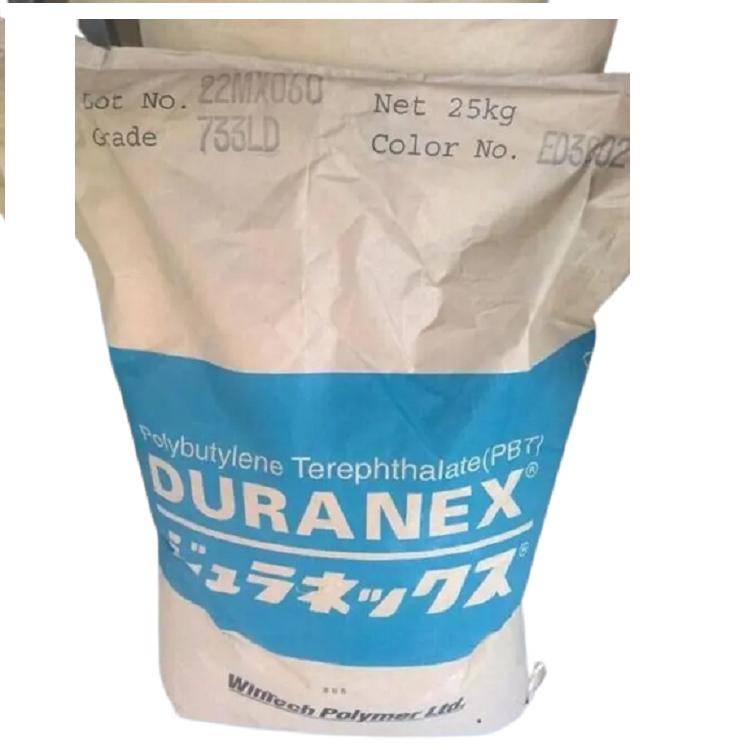 Lot No. 22MX060
Grade 733LD
Net 25kg
Color No.
Polybutylene Terephthalate(PBT)
DURANEX®
ジュラネックス®
WinTech Polymer Ltd.